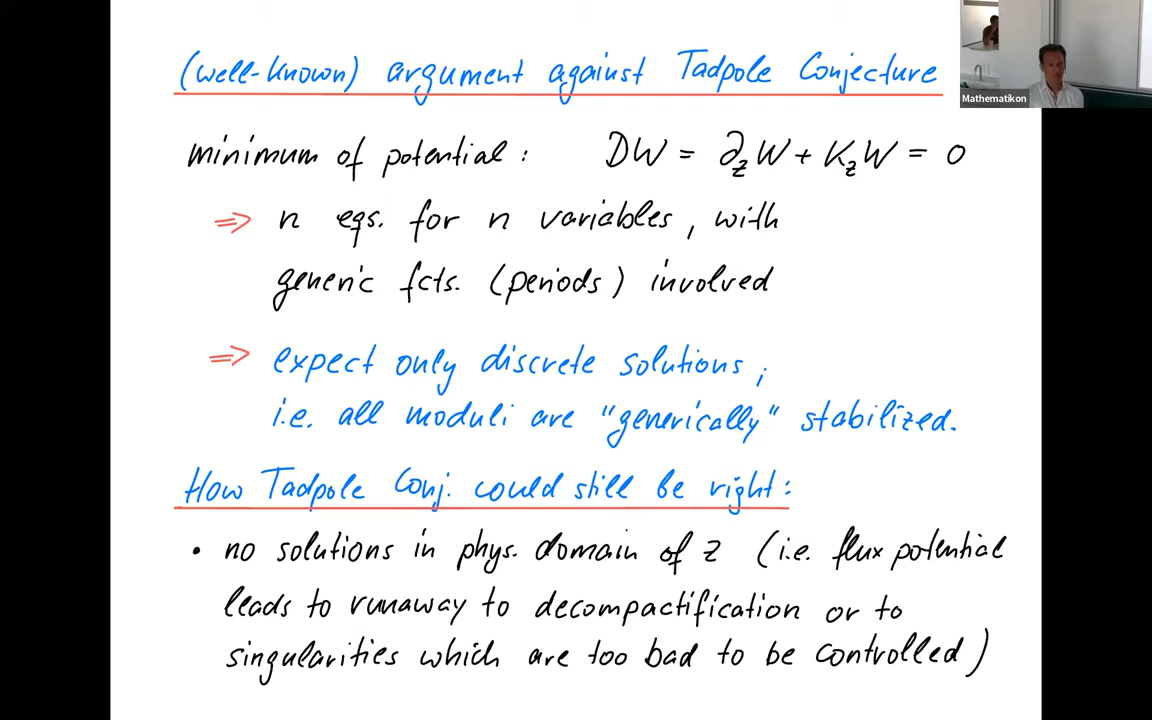 (well-known) argument against Tadpole Conjecture
Mathematikon
minimum of potential: DW = ∂_z W + K_z W = 0
⇒ n eqs. for n variables, with
generic fcts. (periods) involved
⇒ expect only discrete solutions,
i.e. all moduli are "generically" stabilized.
How Tadpole Conj. could still be right:
• no solutions in phys. domain of z (i.e. flux potential
leads to runaway to decompactification or to
singularities which are too bad to be controlled)